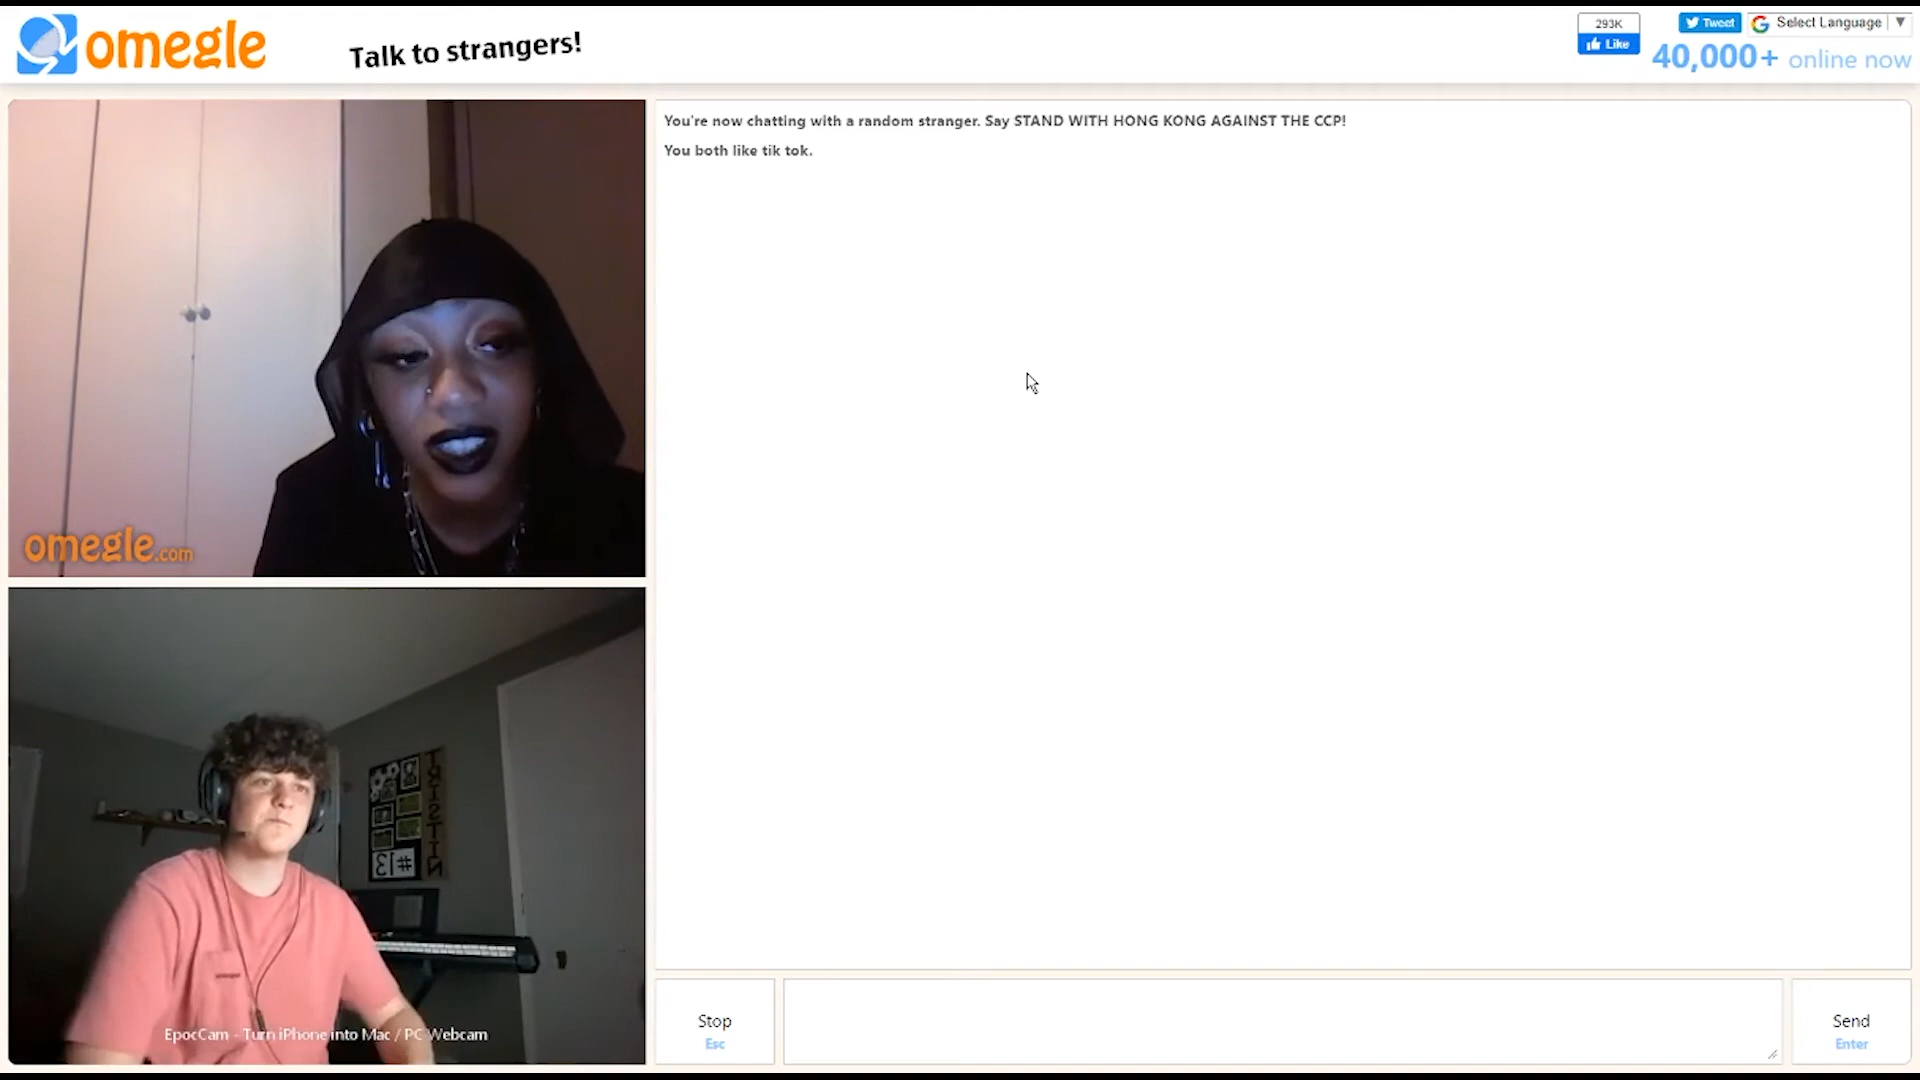 omegle
Talk to strangers!
293K
Like
Tweet
Select Language
40,000+ online now
You're now chatting with a random stranger. Say STAND WITH HONG KONG AGAINST THE CCP!
You both like tik tok.
omegle.com
TRISTIN
#13
EpocCam - Turn iPhone into Mac / PC Webcam
Stop
Esc
Send
Enter